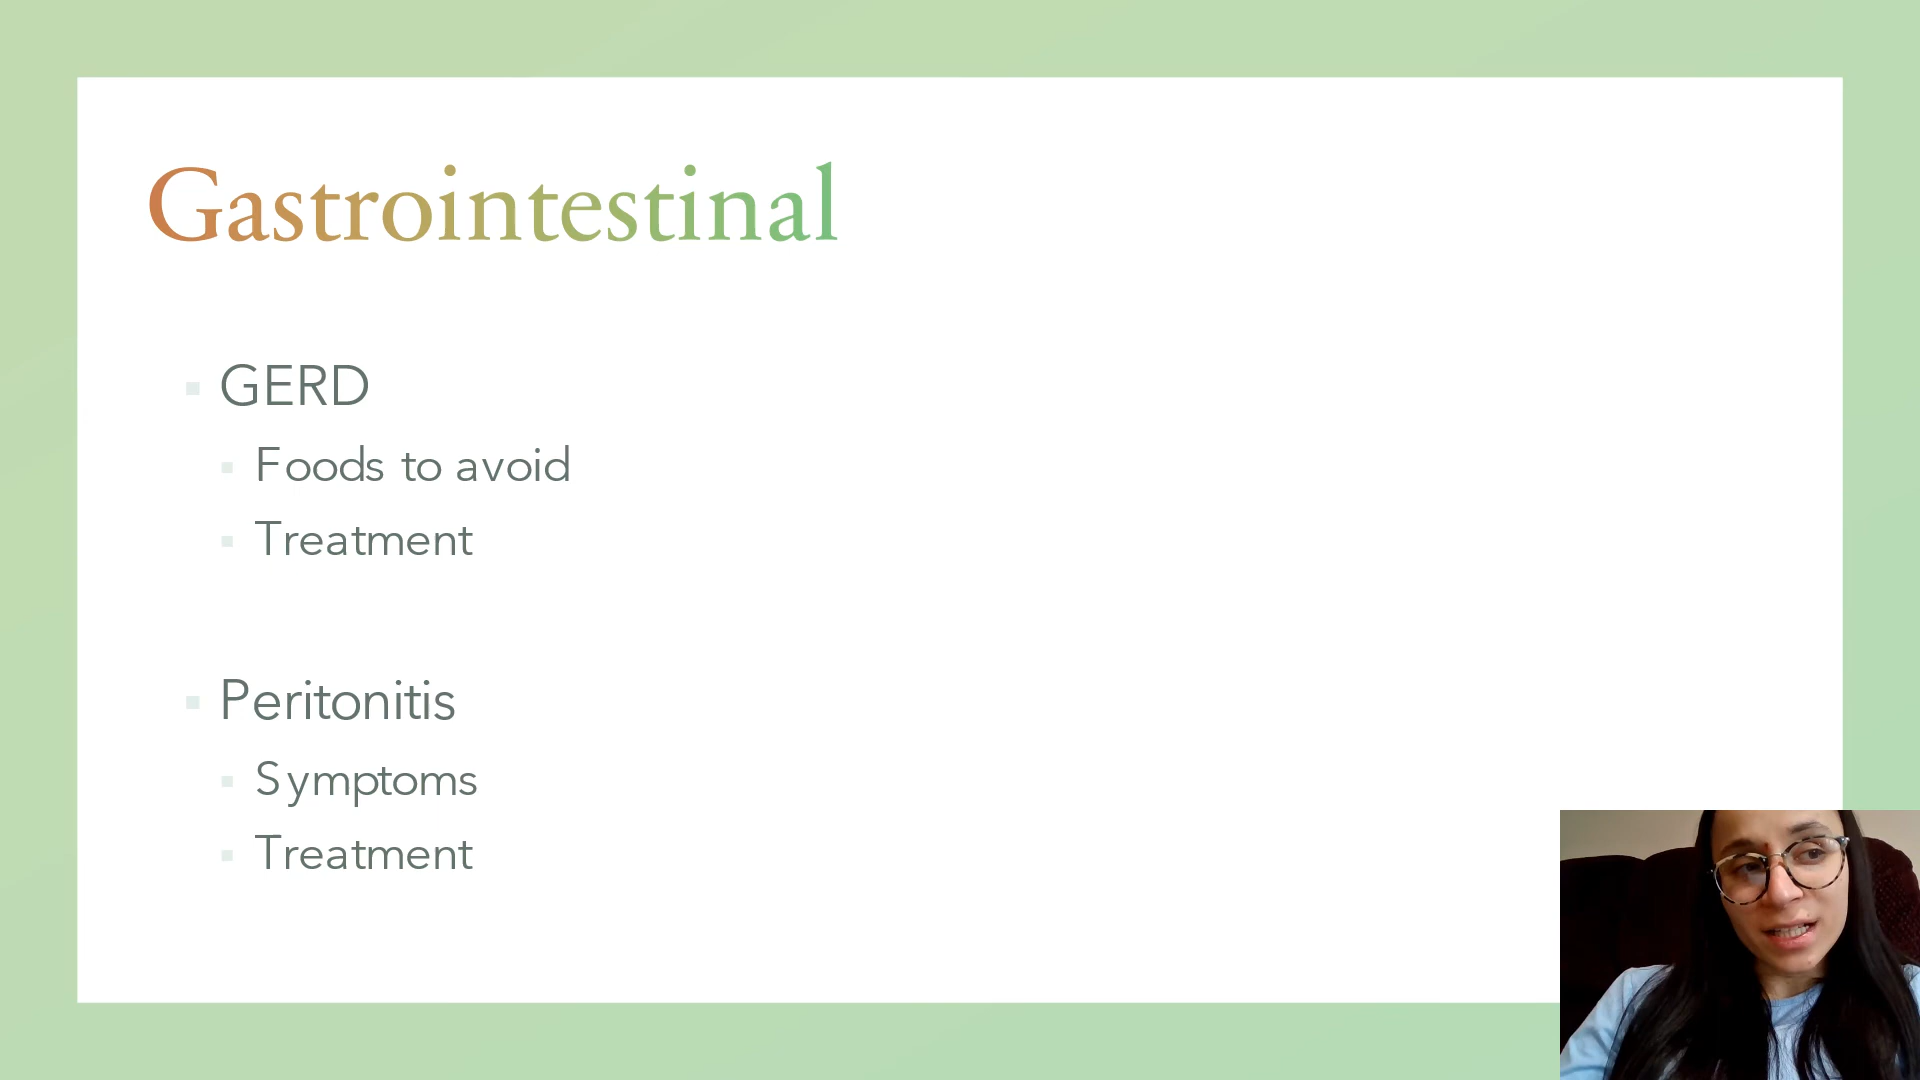 Gastrointestinal
GERD
Foods to avoid
Treatment
Peritonitis
Symptoms
Treatment